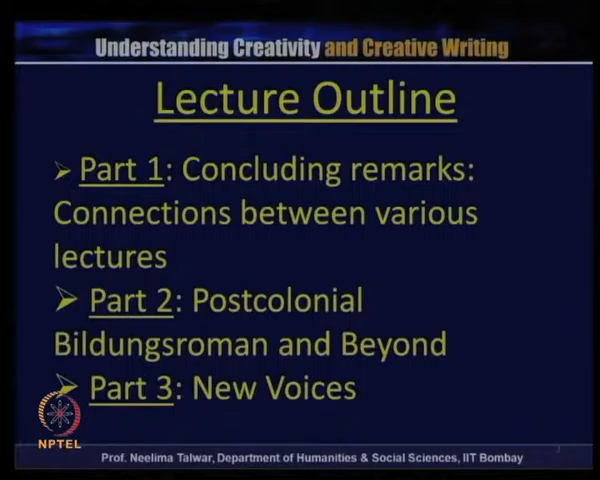 Understanding Creativity and Creative Writing
Lecture Outline
Part 1: Concluding remarks:
Connections between various
lectures
Part 2: Postcolonial
Bildungsroman and Beyond
Part 3: New Voices
NPTEL
Prof. Neelima Talwar, Department of Humanities & Social Sciences, IIT Bombay